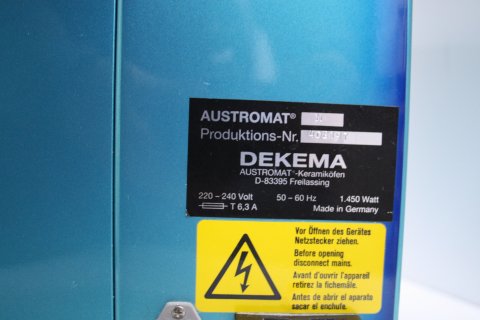 AUSTROMAT®
Produktions-Nr.
DEKEMA
AUSTROMAT®-Keramiköfen
D-83395 Freilassing
220 – 240 Volt 50 – 60 Hz 1.450 Watt
T 6,3 A Made in Germany
Vor Öffnen des Gerätes
Netzstecker ziehen.
Before opening
disconnect mains.
Avant d'ouvrir l'appareil
retirez la fichemâle.
Antes de abrir el aparato
sacar el enchule.